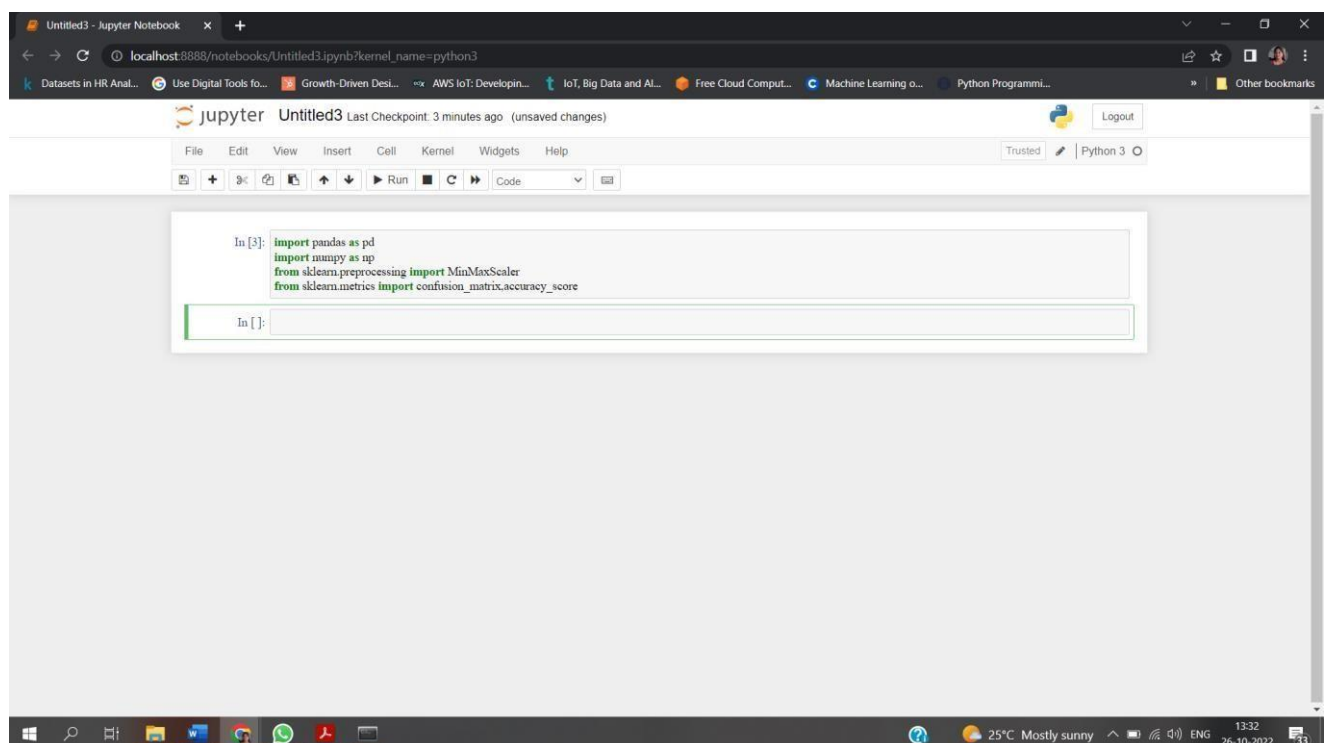 Untitled3 - Jupyter Notebook
localhost:8888/notebooks/Untitled3.ipynb?kernel_name=python3
Datasets in HR Anal... Use Digital Tools fo... Growth-Driven Desi... AWS IoT: Developin... IoT, Big Data and AI... Free Cloud Comput... Machine Learning o... Python Programmi... » Other bookmarks
jupyter Untitled3 Last Checkpoint: 3 minutes ago (unsaved changes) Logout
File Edit View Insert Cell Kernel Widgets Help Trusted Python 3
Run Code
In [3]: import pandas as pd
import numpy as np
from sklearn.preprocessing import MinMaxScaler
from sklearn.metrics import confusion_matrix,accuracy_score
In [ ]:
25°C Mostly sunny ENG 13:32
26-10-2022 33